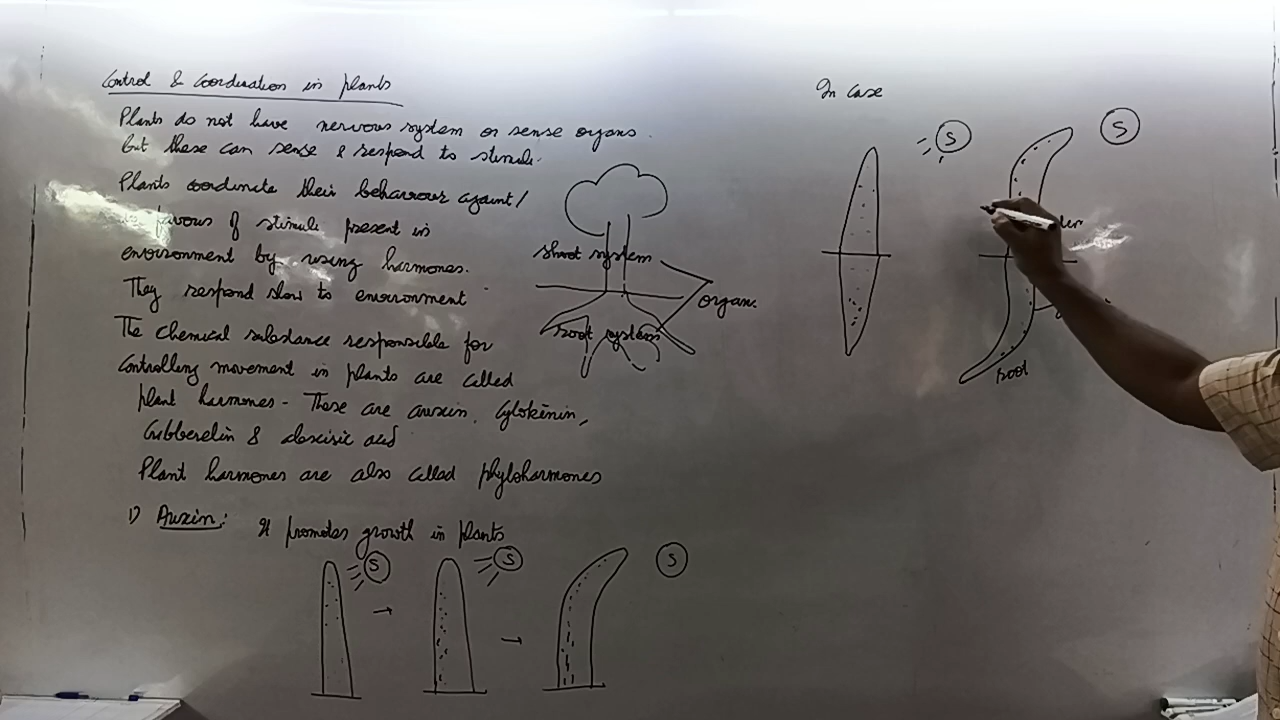 Control & Coordination in plants
Plants do not have nervous system or sense organs.
But these can sense & respond to stimuli.
Plants coordinate their behaviour against/
favour of stimuli present in
environment by using harmones.
They respond slow to environment
The chemical substance responsible for
controlling movement in plants are called
plant harmones - These are auxin, Cytokinin,
Gibberelin & abscisic acid
Plant harmones are also called phytoharmones
1) Auxin: It promotes growth in plants
S
S
S
shoot system
root system
organs.
In case
S
S
root